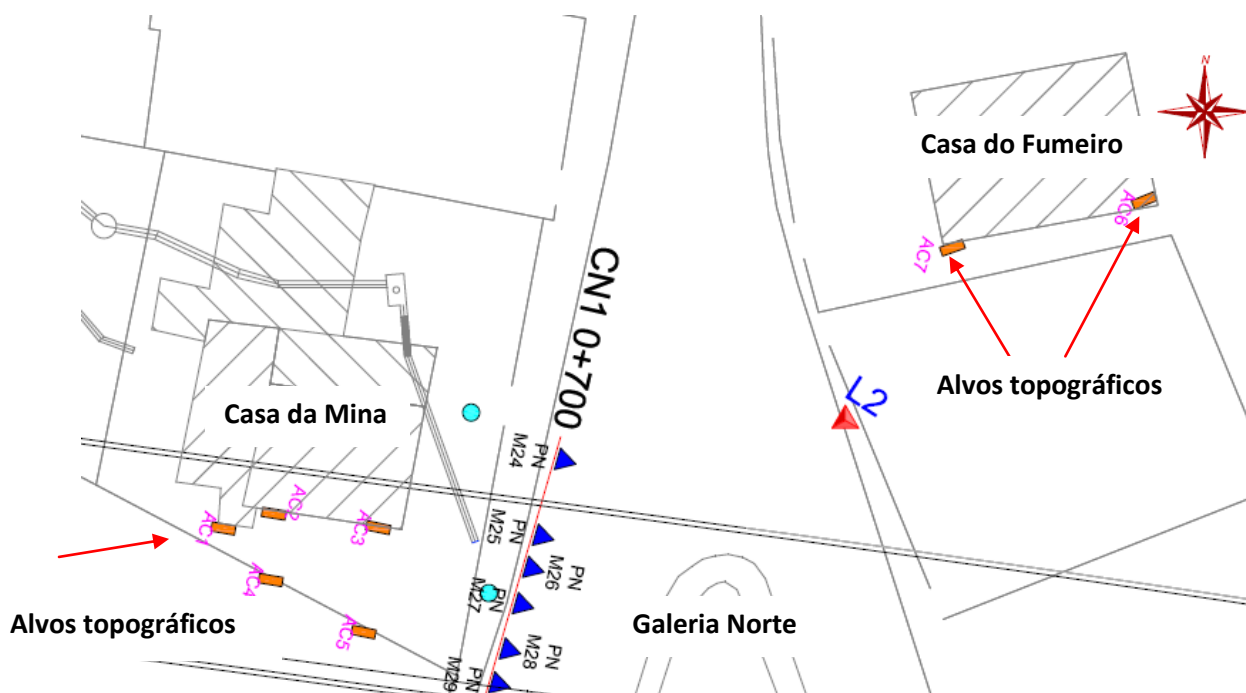 N
Casa do Fumeiro
AC6
AC7
Alvos topográficos
CN1 0+700
L2
Casa da Mina
PN
M24
AC2
AC1
AC3
PN
M25
PN
M26
AC4
PN
M27
AC5
Alvos topográficos
Galeria Norte
PN
M28
PN
M29